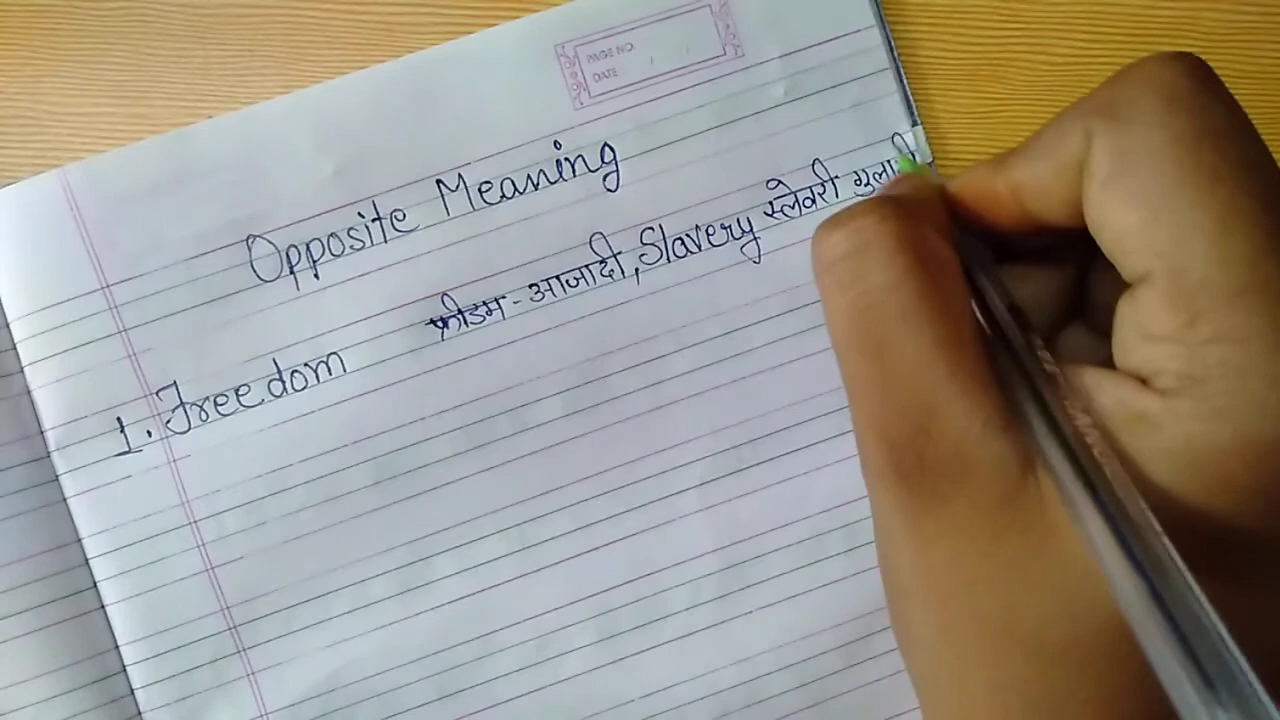 PAGE NO.
DATE
Opposite Meaning
1. Freedom फ्रीडम - आजादी, Slavery स्लेवरी